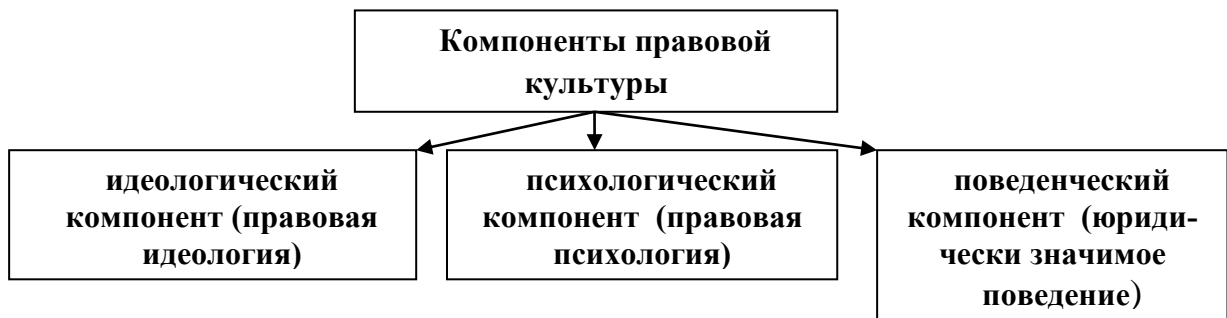 Компоненты правовой
культуры
идеологический
компонент (правовая
идеология)
психологический
компонент (правовая
психология)
поведенческий
компонент (юриди-
чески значимое
поведение)